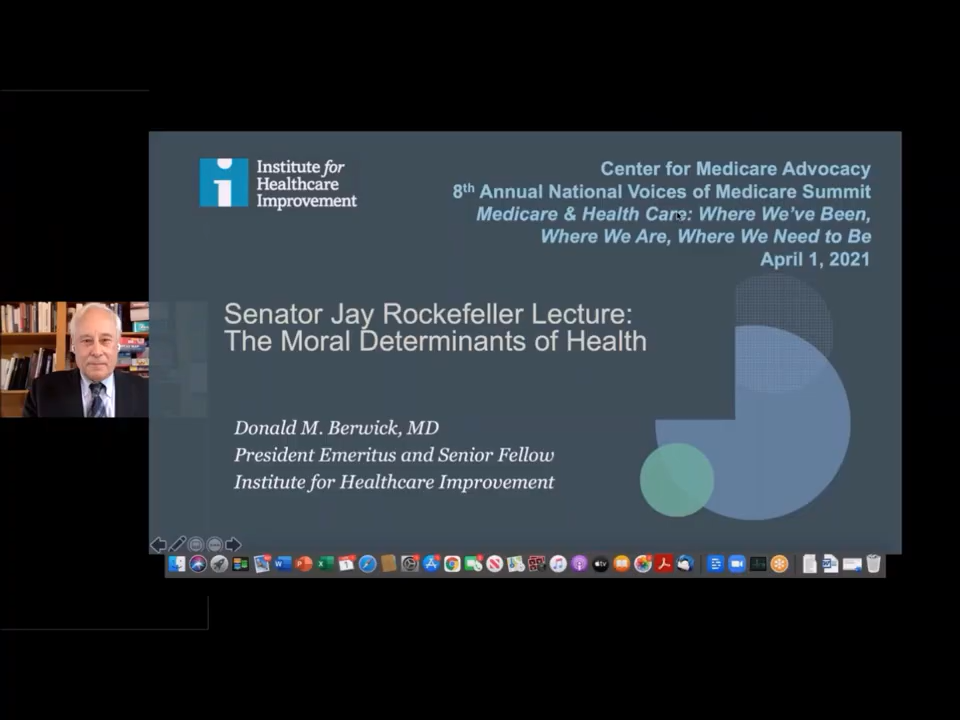 Institute for
Healthcare
Improvement
Center for Medicare Advocacy
8th Annual National Voices of Medicare Summit
Medicare & Health Care: Where We've Been,
Where We Are, Where We Need to Be
April 1, 2021
Senator Jay Rockefeller Lecture:
The Moral Determinants of Health
Donald M. Berwick, MD
President Emeritus and Senior Fellow
Institute for Healthcare Improvement